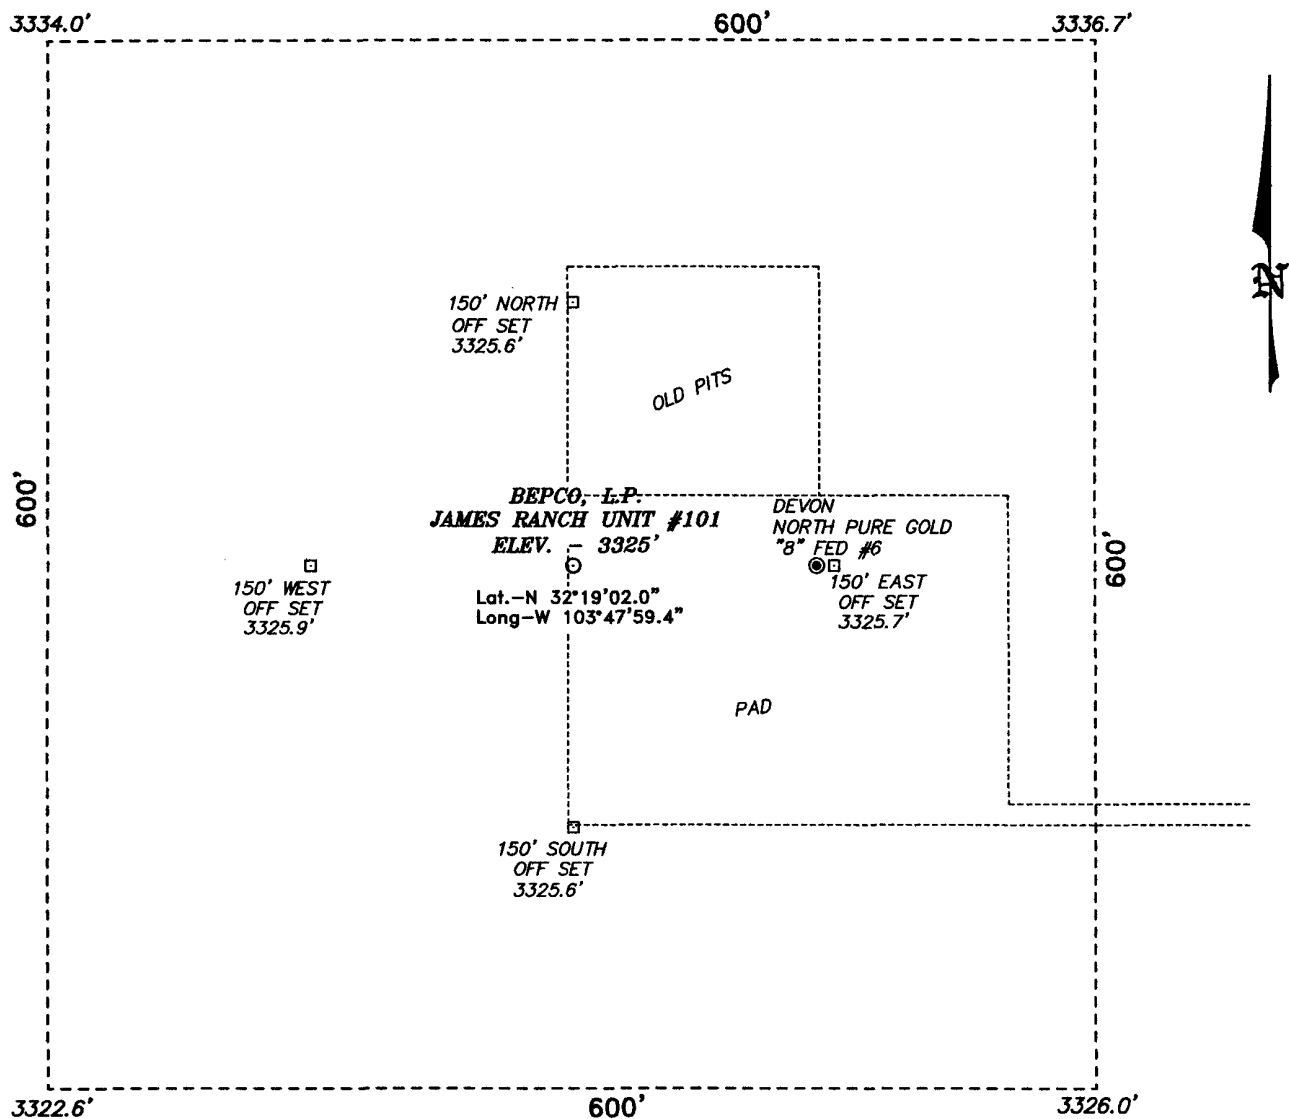 3334.0'
600'
3336.7'
N
150' NORTH
OFF SET
3325.6'
OLD PITS
600'
BEPCO, L.P.
JAMES RANCH UNIT #101
ELEV. - 3325'
Lat.-N 32°19'02.0"
Long-W 103°47'59.4"
DEVON
NORTH PURE GOLD
"8" FED #6
600'
150' WEST
OFF SET
3325.9'
150' EAST
OFF SET
3325.7'
PAD
150' SOUTH
OFF SET
3325.6'
3322.6'
600'
3326.0'